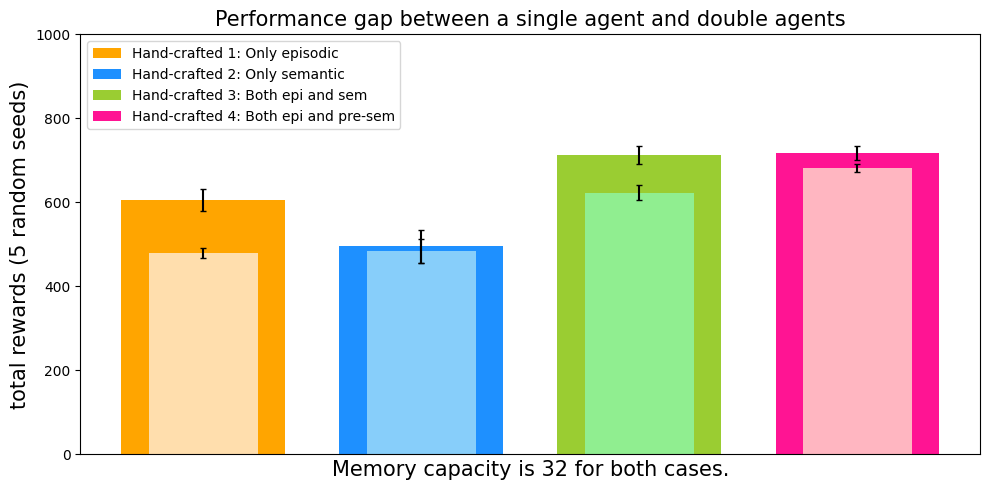 Performance gap between a single agent and double agents
1000
800
600
400
200
0
total rewards (5 random seeds)
Hand-crafted 1: Only episodic
Hand-crafted 2: Only semantic
Hand-crafted 3: Both epi and sem
Hand-crafted 4: Both epi and pre-sem
Memory capacity is 32 for both cases.